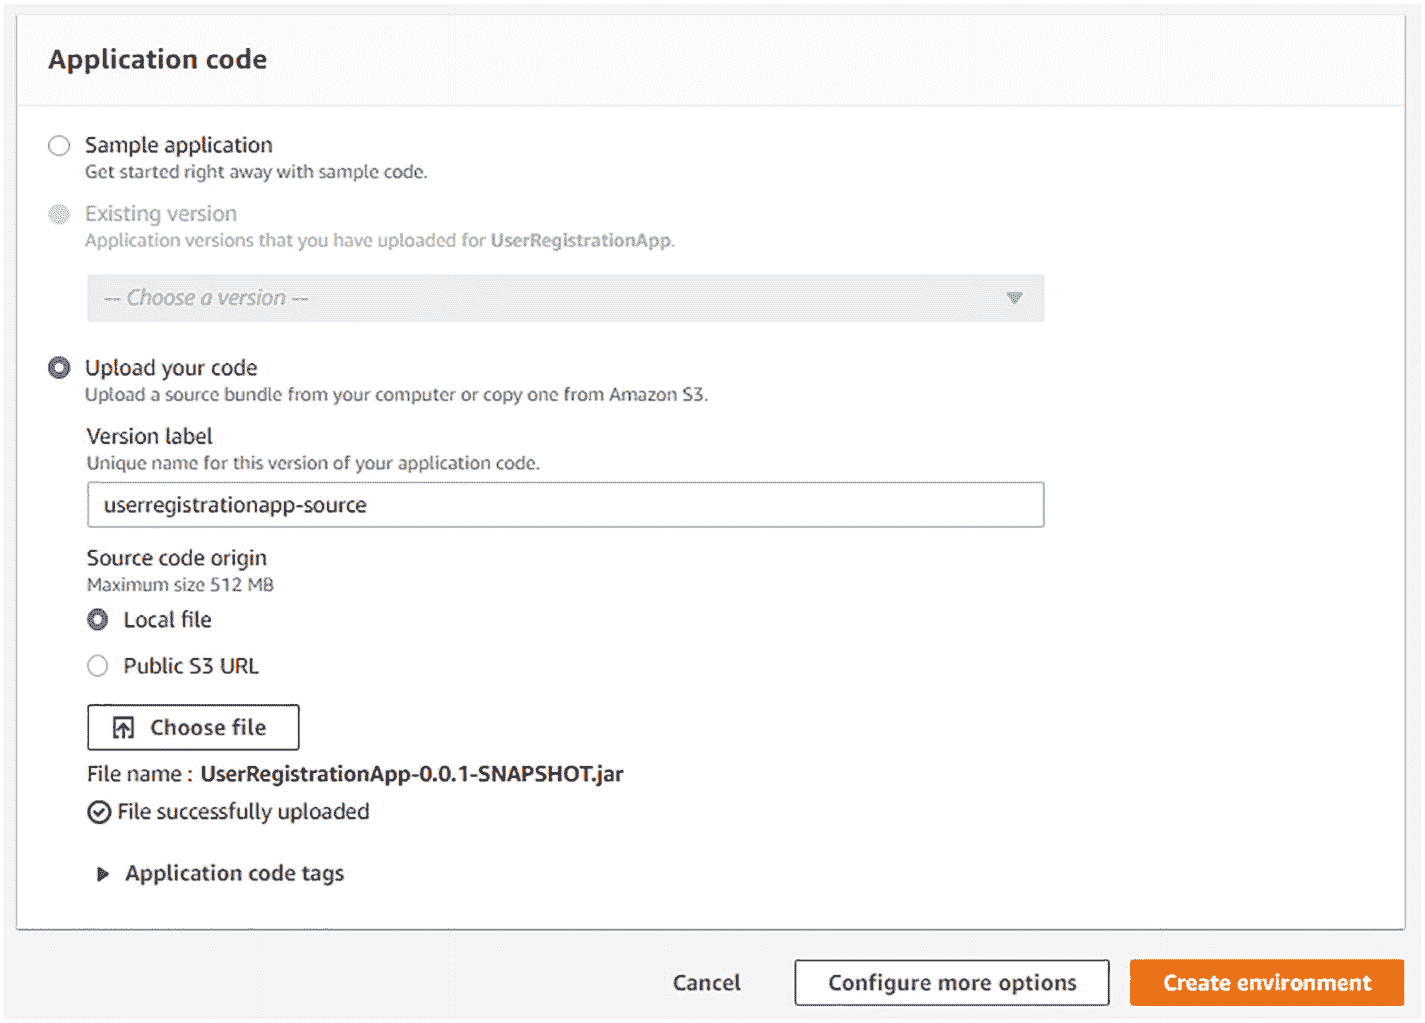 Application code
Sample application
Get started right away with sample code.
Existing version
Application versions that you have uploaded for UserRegistrationApp.
-- Choose a version --
Upload your code
Upload a source bundle from your computer or copy one from Amazon S3.
Version label
Unique name for this version of your application code.
userregistrationapp-source
Source code origin
Maximum size 512 MB
Local file
Public S3 URL
Choose file
File name : UserRegistrationApp-0.0.1-SNAPSHOT.jar
File successfully uploaded
Application code tags
Cancel Configure more options Create environment